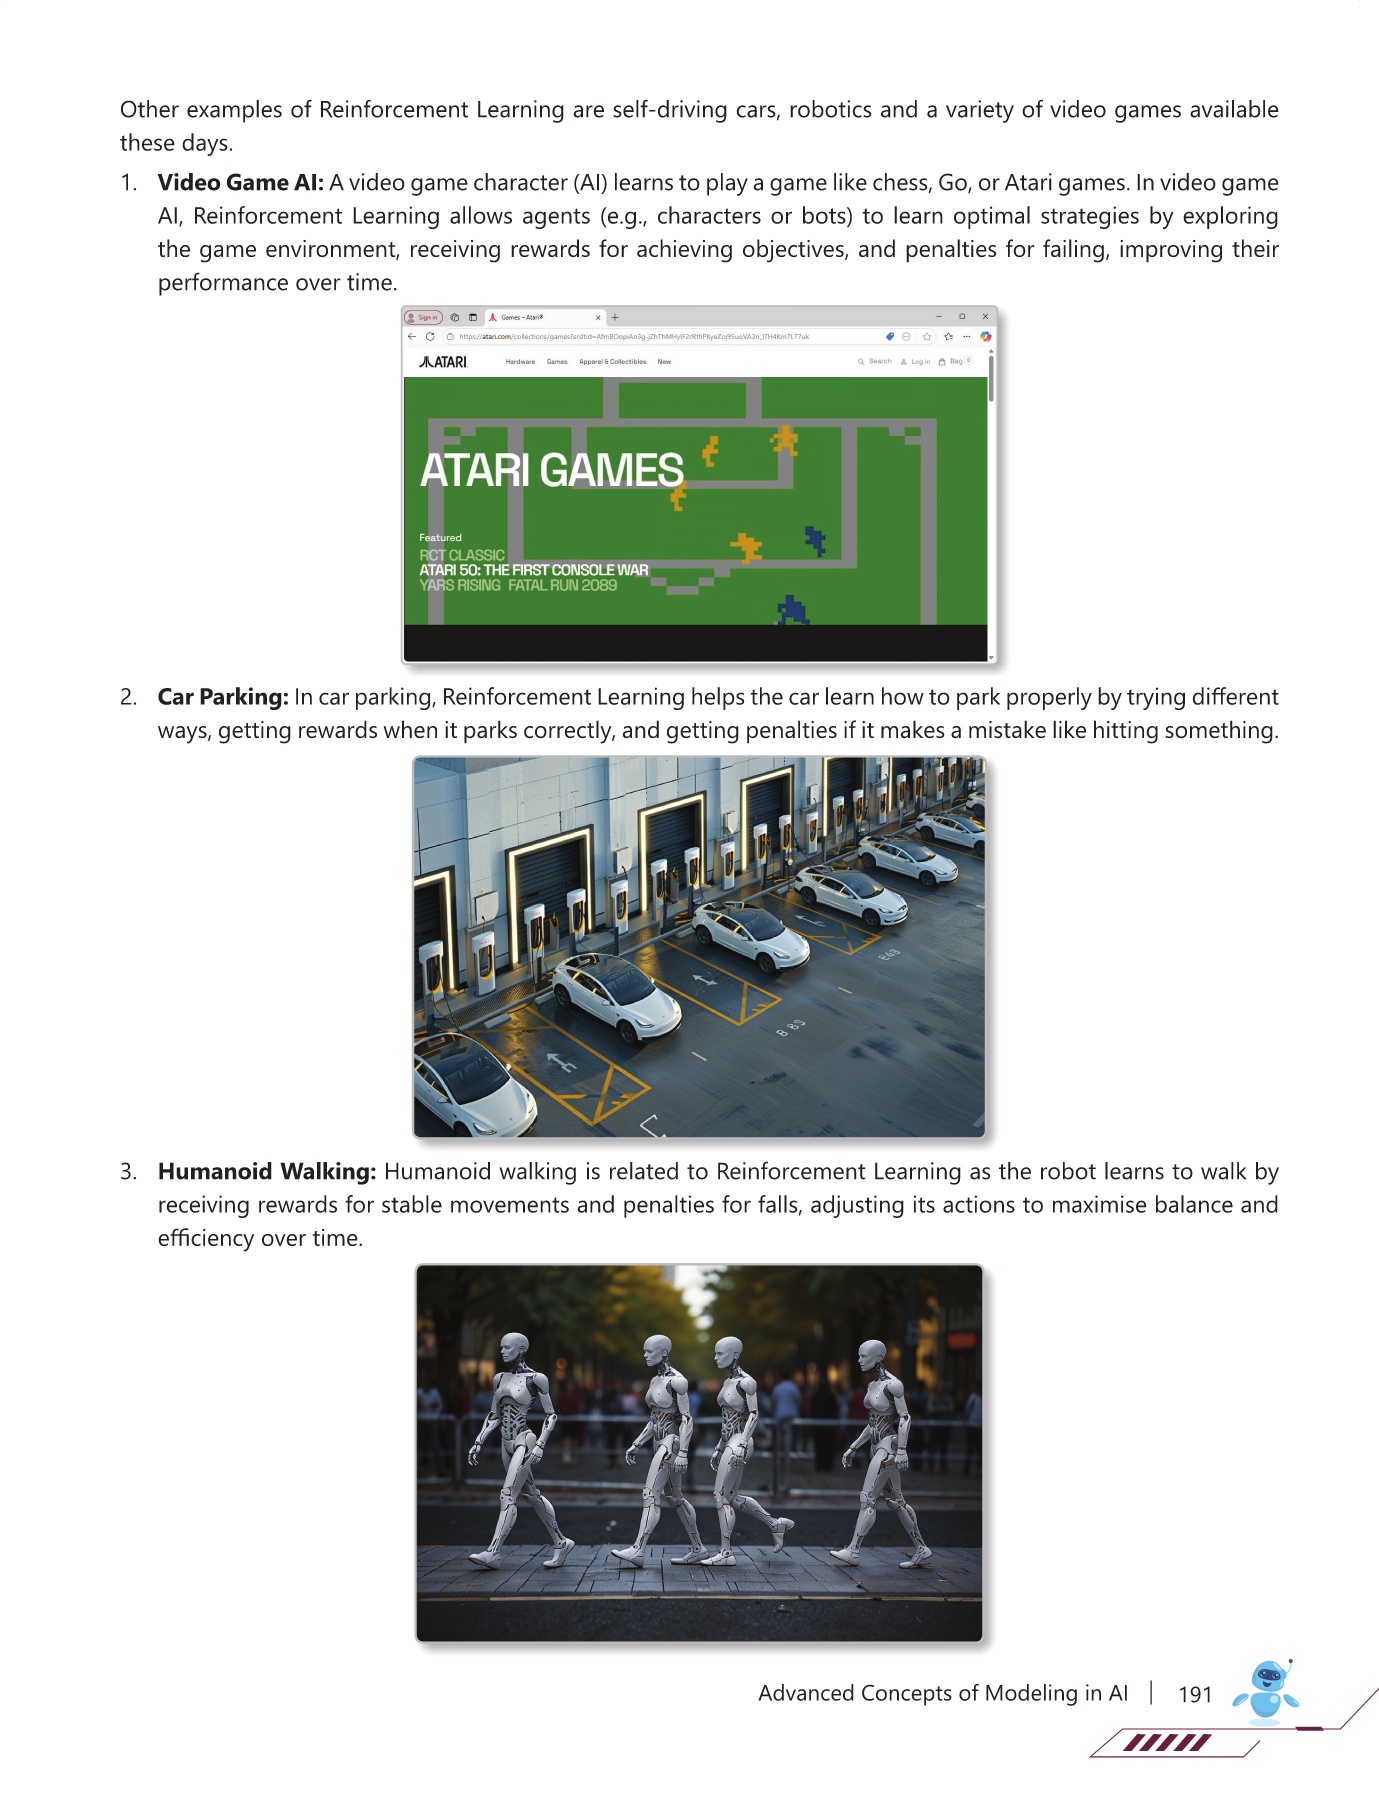 Other examples of Reinforcement Learning are self-driving cars, robotics and a variety of video games available
these days.
1. Video Game AI: A video game character (AI) learns to play a game like chess, Go, or Atari games. In video game
AI, Reinforcement Learning allows agents (e.g., characters or bots) to learn optimal strategies by exploring
the game environment, receiving rewards for achieving objectives, and penalties for failing, improving their
performance over time.
Sign in
Games – Atari®
Hardware Games Apparel & Collectibles New
Search Log in Bag 0
ATARI
ATARI GAMES
Featured
RCT CLASSIC
ATARI 50: THE FIRST CONSOLE WAR
YARS RISING FATAL RUN 2089
2. Car Parking: In car parking, Reinforcement Learning helps the car learn how to park properly by trying different
ways, getting rewards when it parks correctly, and getting penalties if it makes a mistake like hitting something.
3. Humanoid Walking: Humanoid walking is related to Reinforcement Learning as the robot learns to walk by
receiving rewards for stable movements and penalties for falls, adjusting its actions to maximise balance and
efficiency over time.
Advanced Concepts of Modeling in AI | 191